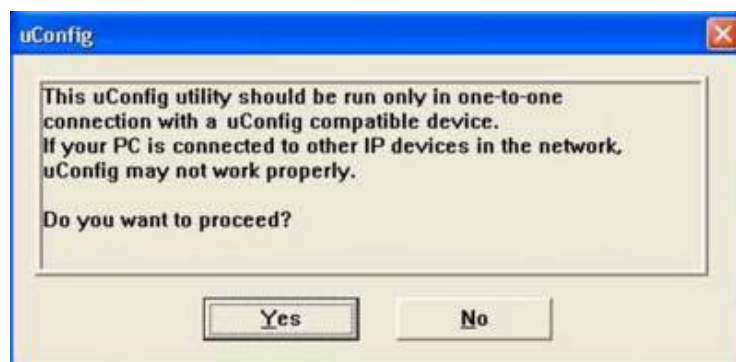 uConfig
This uConfig utility should be run only in one-to-one
connection with a uConfig compatible device.
If your PC is connected to other IP devices in the network,
uConfig may not work properly.
Do you want to proceed?
Yes
No